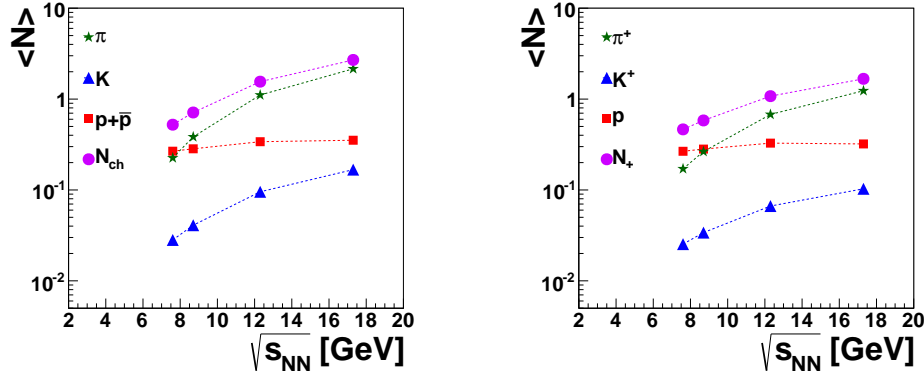 <N>
10
1
10⁻¹
10⁻²
π
K
p+p̅
N_ch
2 4 6 8 10 12 14 16 18 20
√s_NN [GeV]
<N>
10
1
10⁻¹
10⁻²
π⁺
K⁺
p
N₊
2 4 6 8 10 12 14 16 18 20
√s_NN [GeV]